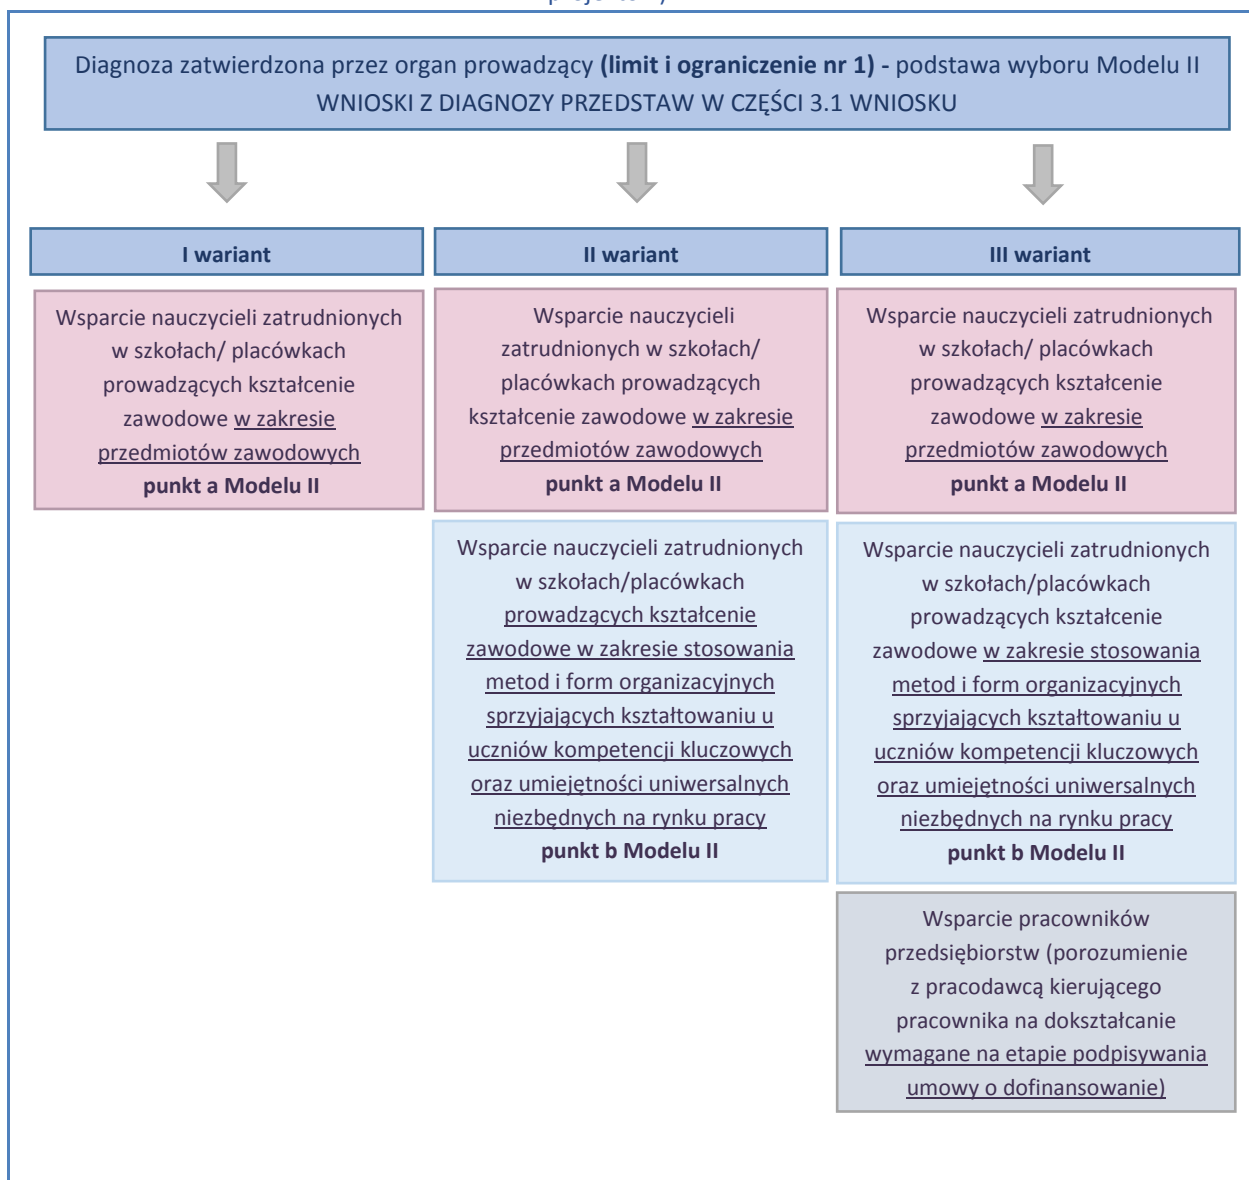 Diagnoza zatwierdzona przez organ prowadzący (limit i ograniczenie nr 1) - podstawa wyboru Modelu II
WNIOSKI Z DIAGNOZY PRZEDSTAW W CZĘŚCI 3.1 WNIOSKU
I wariant
Wsparcie nauczycieli zatrudnionych
w szkołach/ placówkach
prowadzących kształcenie
zawodowe w zakresie
przedmiotów zawodowych
punkt a Modelu II
II wariant
Wsparcie nauczycieli
zatrudnionych w szkołach/
placówkach prowadzących
kształcenie zawodowe w zakresie
przedmiotów zawodowych
punkt a Modelu II
Wsparcie nauczycieli zatrudnionych
w szkołach/placówkach
prowadzących kształcenie
zawodowe w zakresie stosowania
metod i form organizacyjnych
sprzyjających kształtowaniu u
uczniów kompetencji kluczowych
oraz umiejętności uniwersalnych
niezbędnych na rynku pracy
punkt b Modelu II
III wariant
Wsparcie nauczycieli zatrudnionych
w szkołach/ placówkach
prowadzących kształcenie
zawodowe w zakresie
przedmiotów zawodowych
punkt a Modelu II
Wsparcie nauczycieli zatrudnionych
w szkołach/placówkach
prowadzących kształcenie
zawodowe w zakresie stosowania
metod i form organizacyjnych
sprzyjających kształtowaniu u
uczniów kompetencji kluczowych
oraz umiejętności uniwersalnych
niezbędnych na rynku pracy
punkt b Modelu II
Wsparcie pracowników
przedsiębiorstw (porozumienie
z pracodawcą kierującego
pracownika na dokształcanie
wymagane na etapie podpisywania
umowy o dofinansowanie)